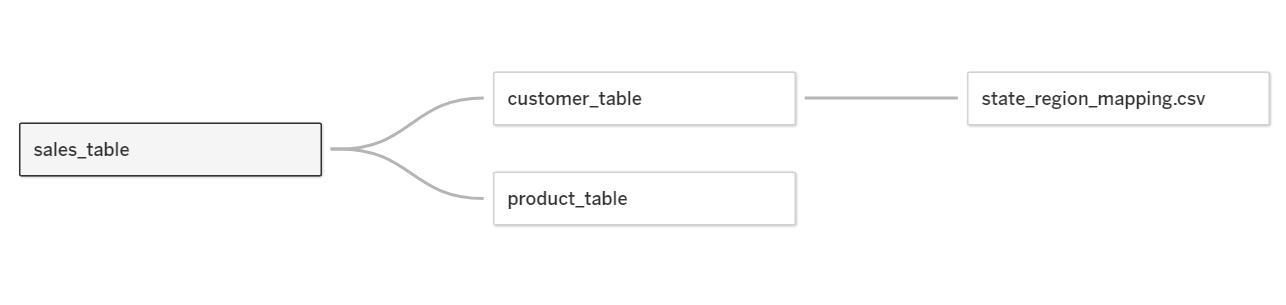 sales_table
customer_table
product_table
state_region_mapping.csv